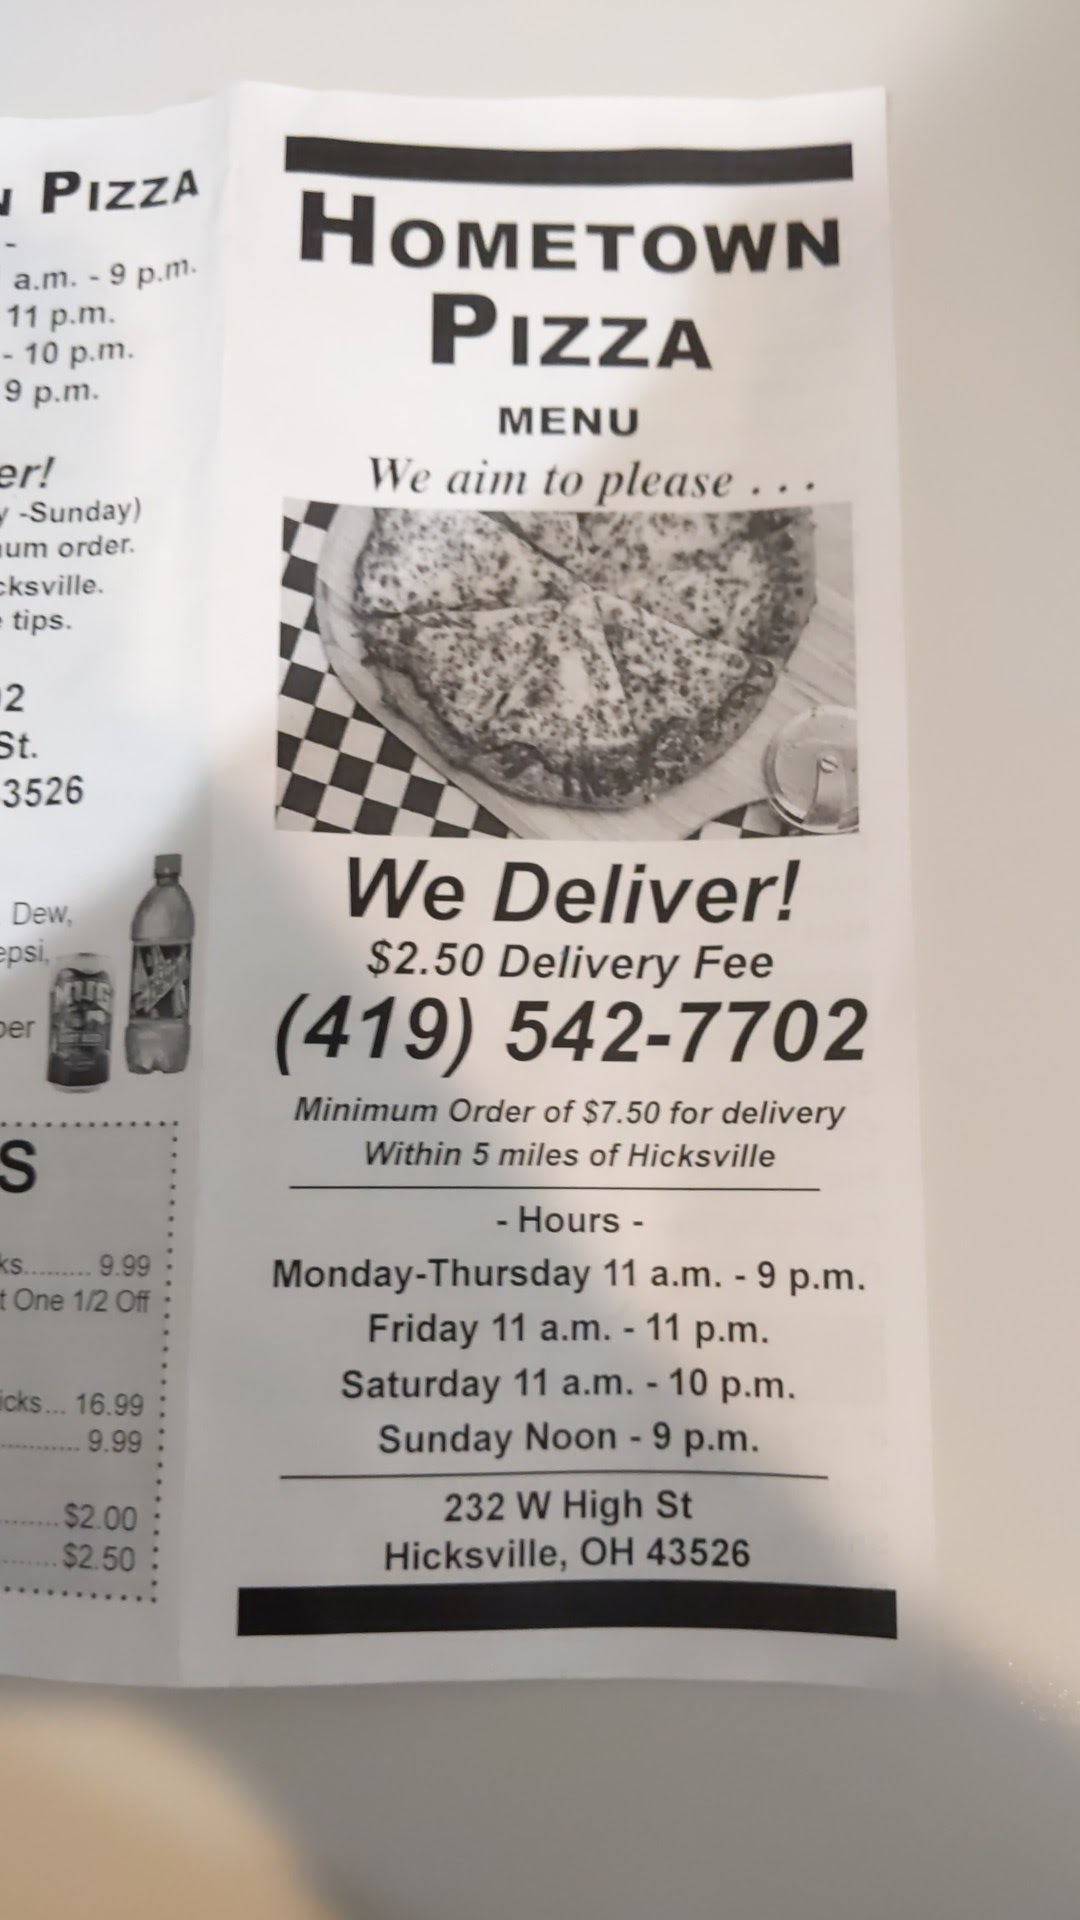 PIZZA
-
a.m. - 9 p.m.
11 p.m.
- 10 p.m.
9 p.m.
er!
-Sunday)
um order.
cksville.
tips.
2
St.
3526
Dew,
epsi,
MUG
per
S
ks......... 9.99
t One 1/2 Off
icks... 16.99
............ 9.99
........ $2.00
........ $2.50
HOMETOWN
PIZZA
MENU
We aim to please . . .
We Deliver!
$2.50 Delivery Fee
(419) 542-7702
Minimum Order of $7.50 for delivery
Within 5 miles of Hicksville
- Hours -
Monday-Thursday 11 a.m. - 9 p.m.
Friday 11 a.m. - 11 p.m.
Saturday 11 a.m. - 10 p.m.
Sunday Noon - 9 p.m.
232 W High St
Hicksville, OH 43526